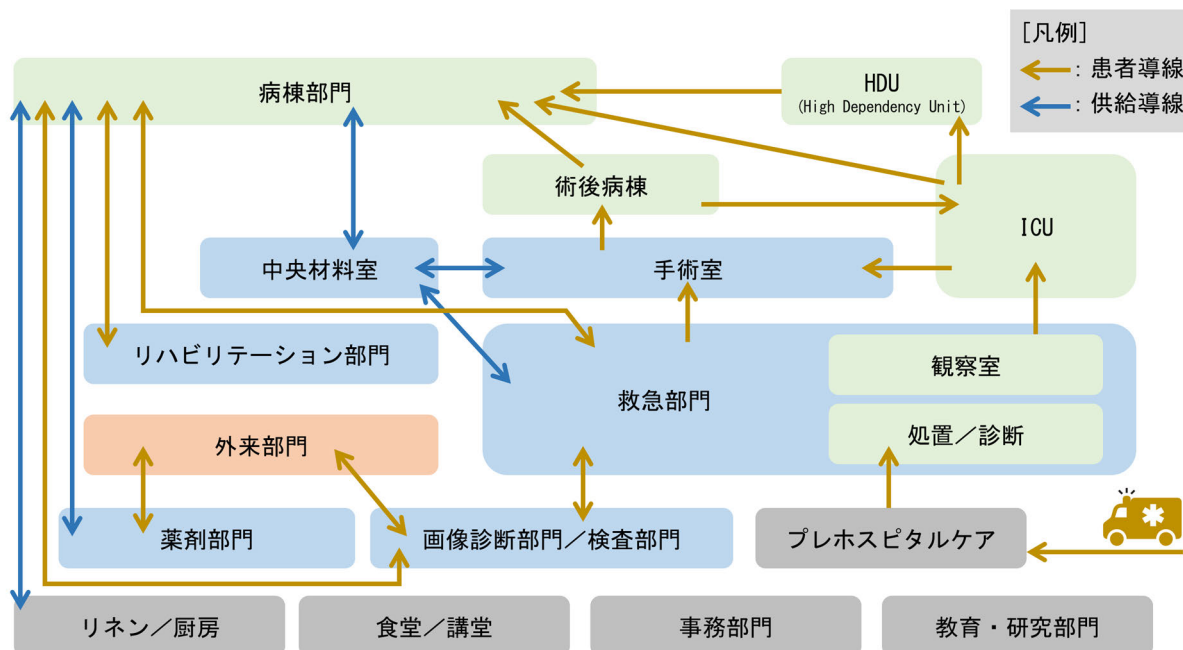 [凡例]
: 患者導線
: 供給導線
病棟部門
HDU
(High Dependency Unit)
術後病棟
ICU
中央材料室
手術室
リハビリテーション部門
観察室
救急部門
処置／診断
外来部門
薬剤部門
画像診断部門／検査部門
プレホスピタルケア
リネン／厨房
食堂／講堂
事務部門
教育・研究部門